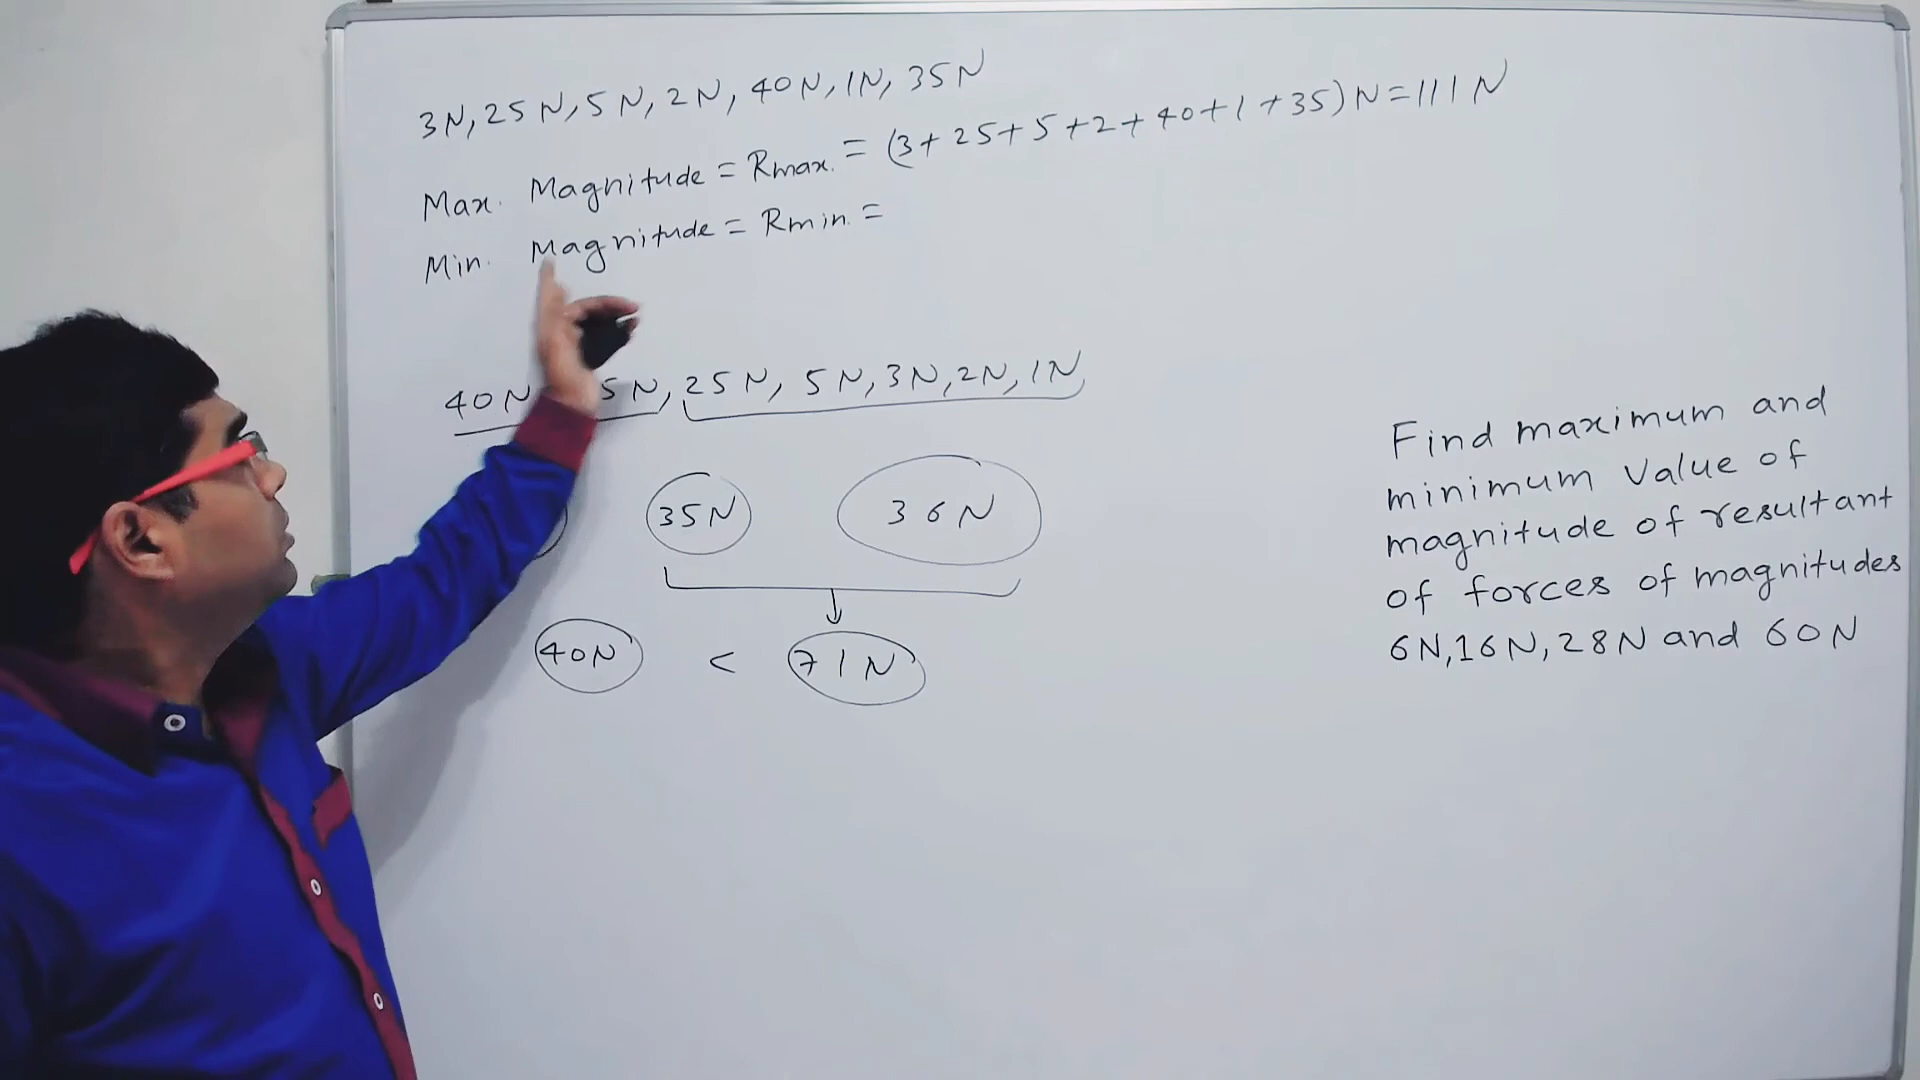 3N, 25N, 5N, 2N, 40N, 1N, 35N
Max. Magnitude = Rmax. = (3+25+5+2+40+1+35)N=111N
Min. Magnitude = Rmin. =
40N 5N, 25N, 5N, 3N, 2N, 1N
35N 36N
40N < 71N
Find maximum and
minimum value of
magnitude of resultant
of forces of magnitudes
6N, 16N, 28N and 60N